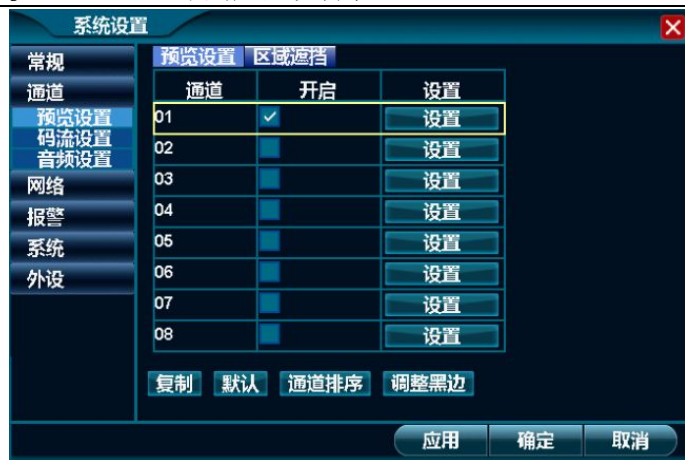 系统设置
常规
通道
预览设置
码流设置
音频设置
网络
报警
系统
外设
预览设置 区域遮挡
通道 开启 设置
01 设置
02 设置
03 设置
04 设置
05 设置
06 设置
07 设置
08 设置
复制 默认 通道排序 调整黑边
应用 确定 取消